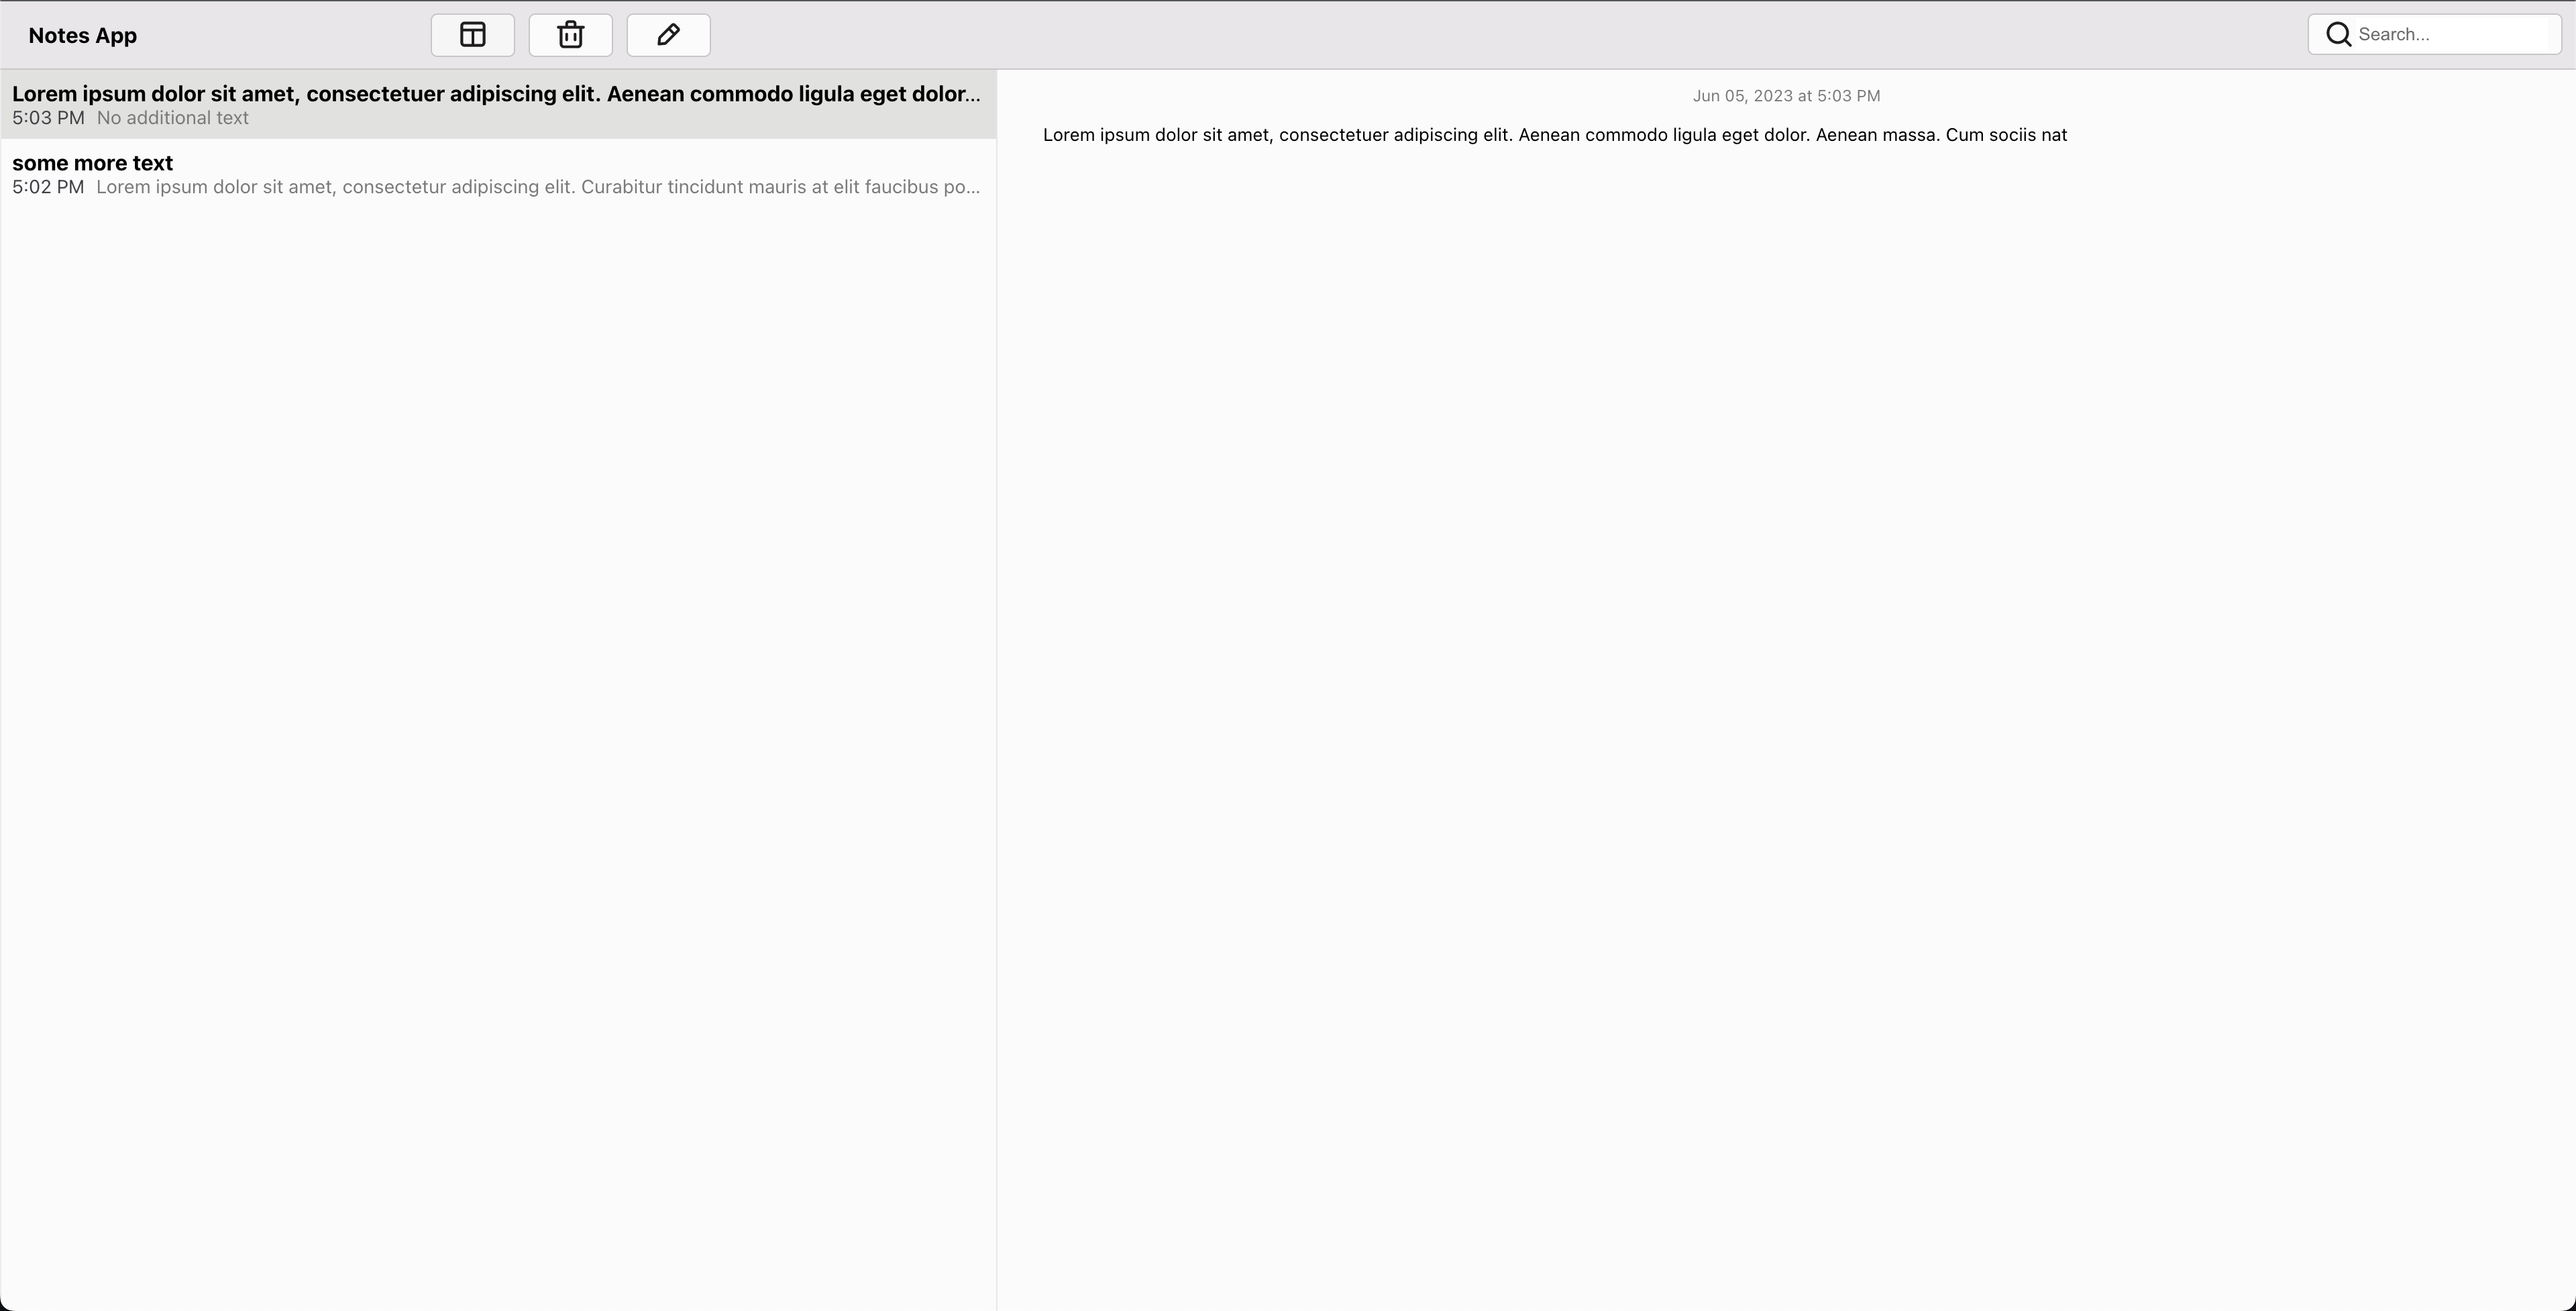 Notes App
Search...
Lorem ipsum dolor sit amet, consectetuer adipiscing elit. Aenean commodo ligula eget dolor...
5:03 PM No additional text
some more text
5:02 PM Lorem ipsum dolor sit amet, consectetur adipiscing elit. Curabitur tincidunt mauris at elit faucibus po...
Jun 05, 2023 at 5:03 PM
Lorem ipsum dolor sit amet, consectetuer adipiscing elit. Aenean commodo ligula eget dolor. Aenean massa. Cum sociis nat